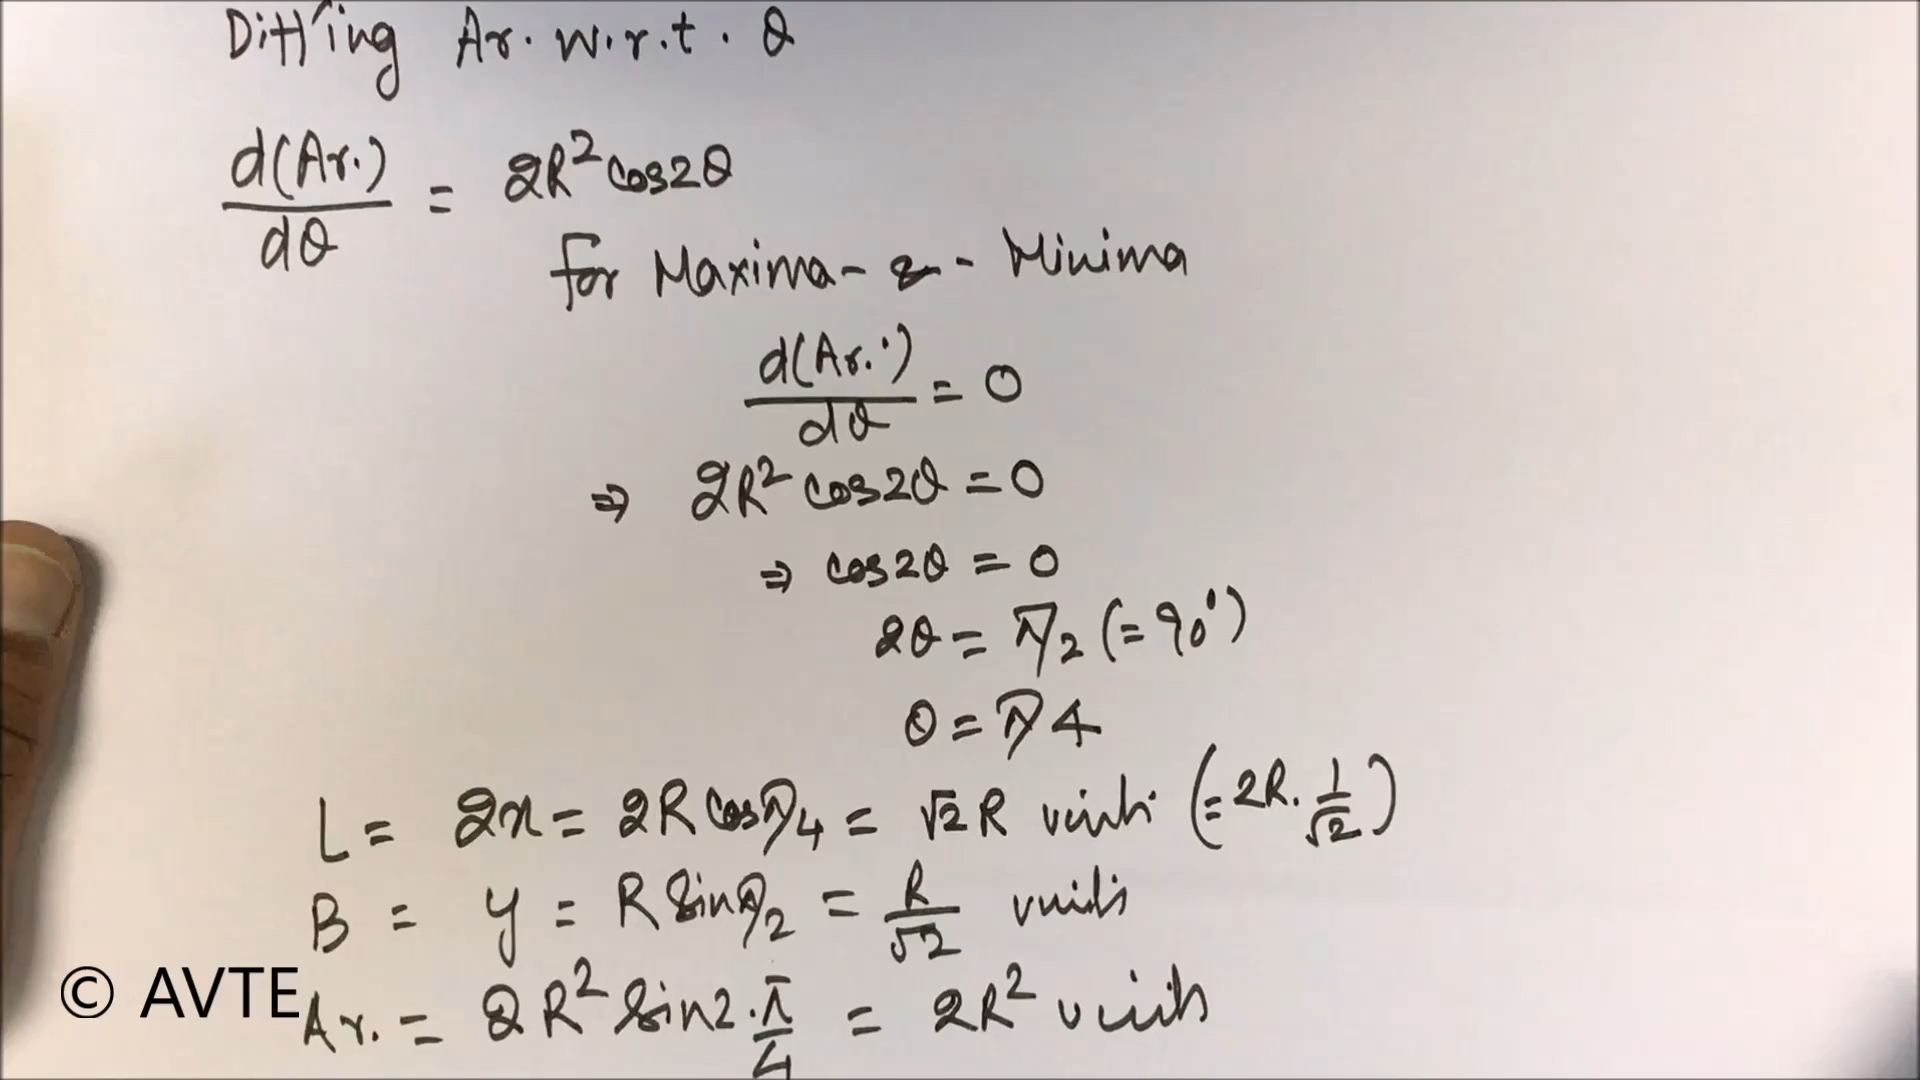 Diff'ing Ar. w.r.t. θ
d(Ar.)/dθ = 2R² cos2θ
for Maxima - & - Minima
d(Ar.)/dθ = 0
⇒ 2R² cos2θ = 0
⇒ cos2θ = 0
2θ = π/2 (= 90°)
θ = π/4
L = 2x = 2R cos π/4 = √2 R units (= 2R. 1/√2)
B = y = R sin π/2 = R/√2 units
Ar. = 2R² sin2.π/4 = 2R² units
© AVTE